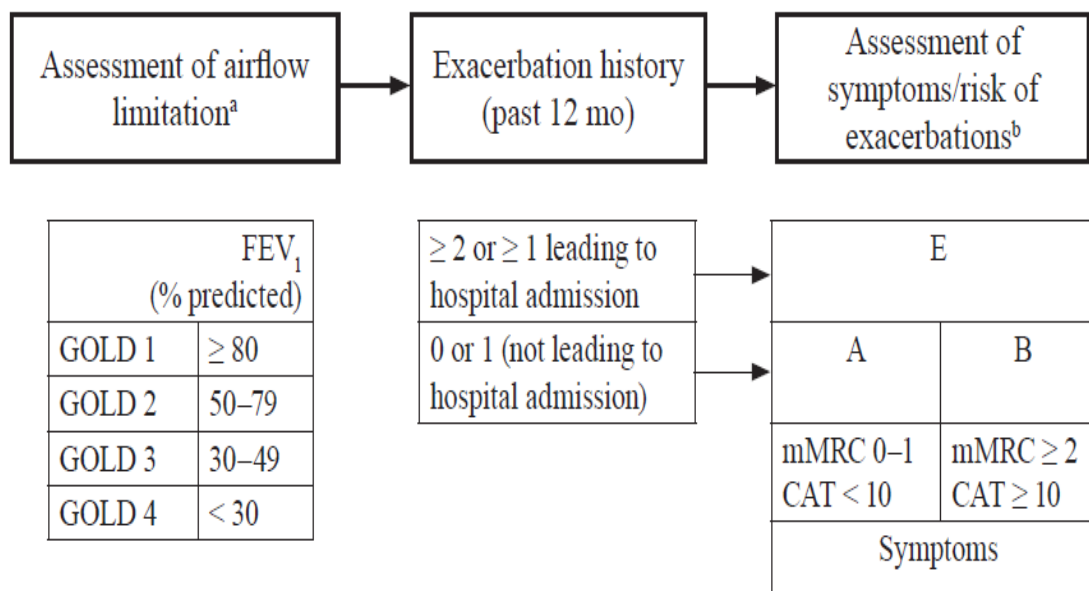 Assessment of airflow
limitationᵃ
Exacerbation history
(past 12 mo)
Assessment of
symptoms/risk of
exacerbationsᵇ
FEV₁
(% predicted)
GOLD 1 ≥ 80
GOLD 2 50–79
GOLD 3 30–49
GOLD 4 < 30
≥ 2 or ≥ 1 leading to
hospital admission
0 or 1 (not leading to
hospital admission)
E
A B
mMRC 0–1 mMRC ≥ 2
CAT < 10 CAT ≥ 10
Symptoms